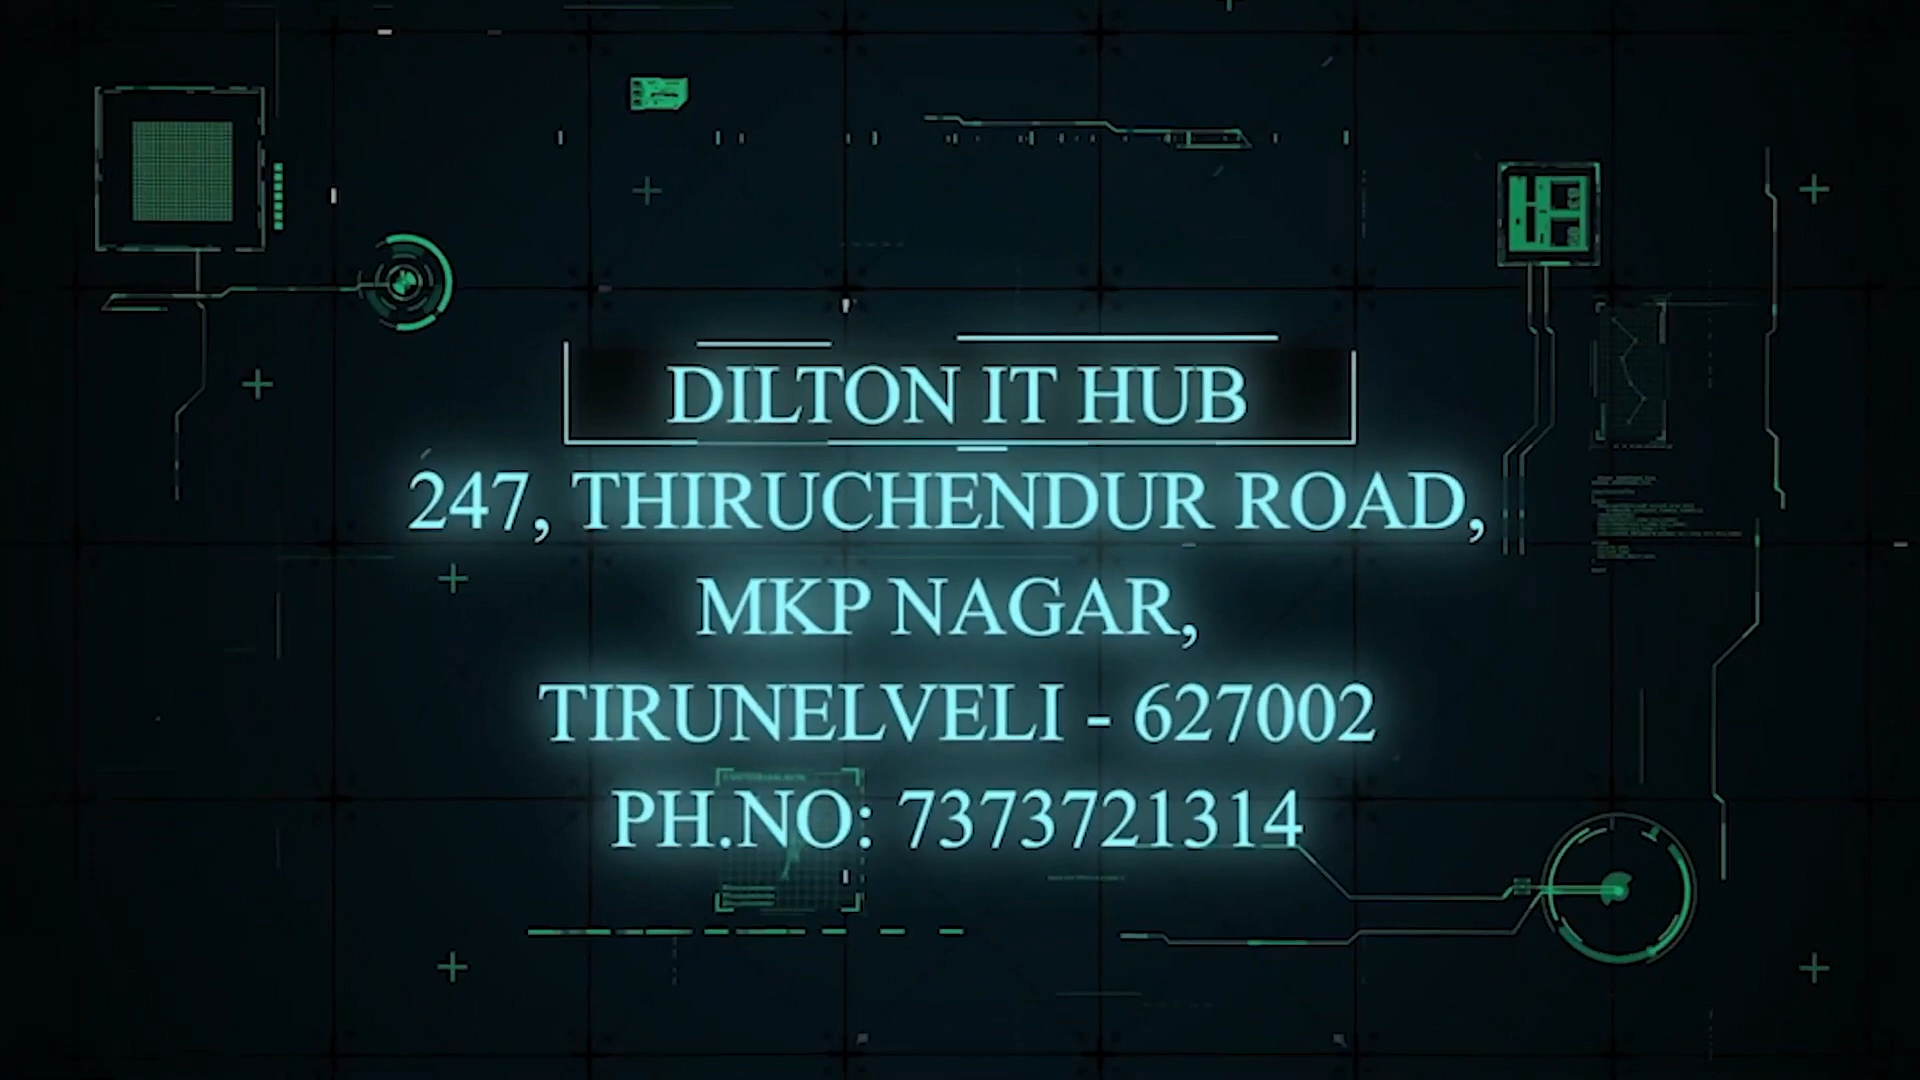 DILTON IT HUB
247, THIRUCHENDUR ROAD,
MKP NAGAR,
TIRUNELVELI - 627002
PH.NO: 7373721314